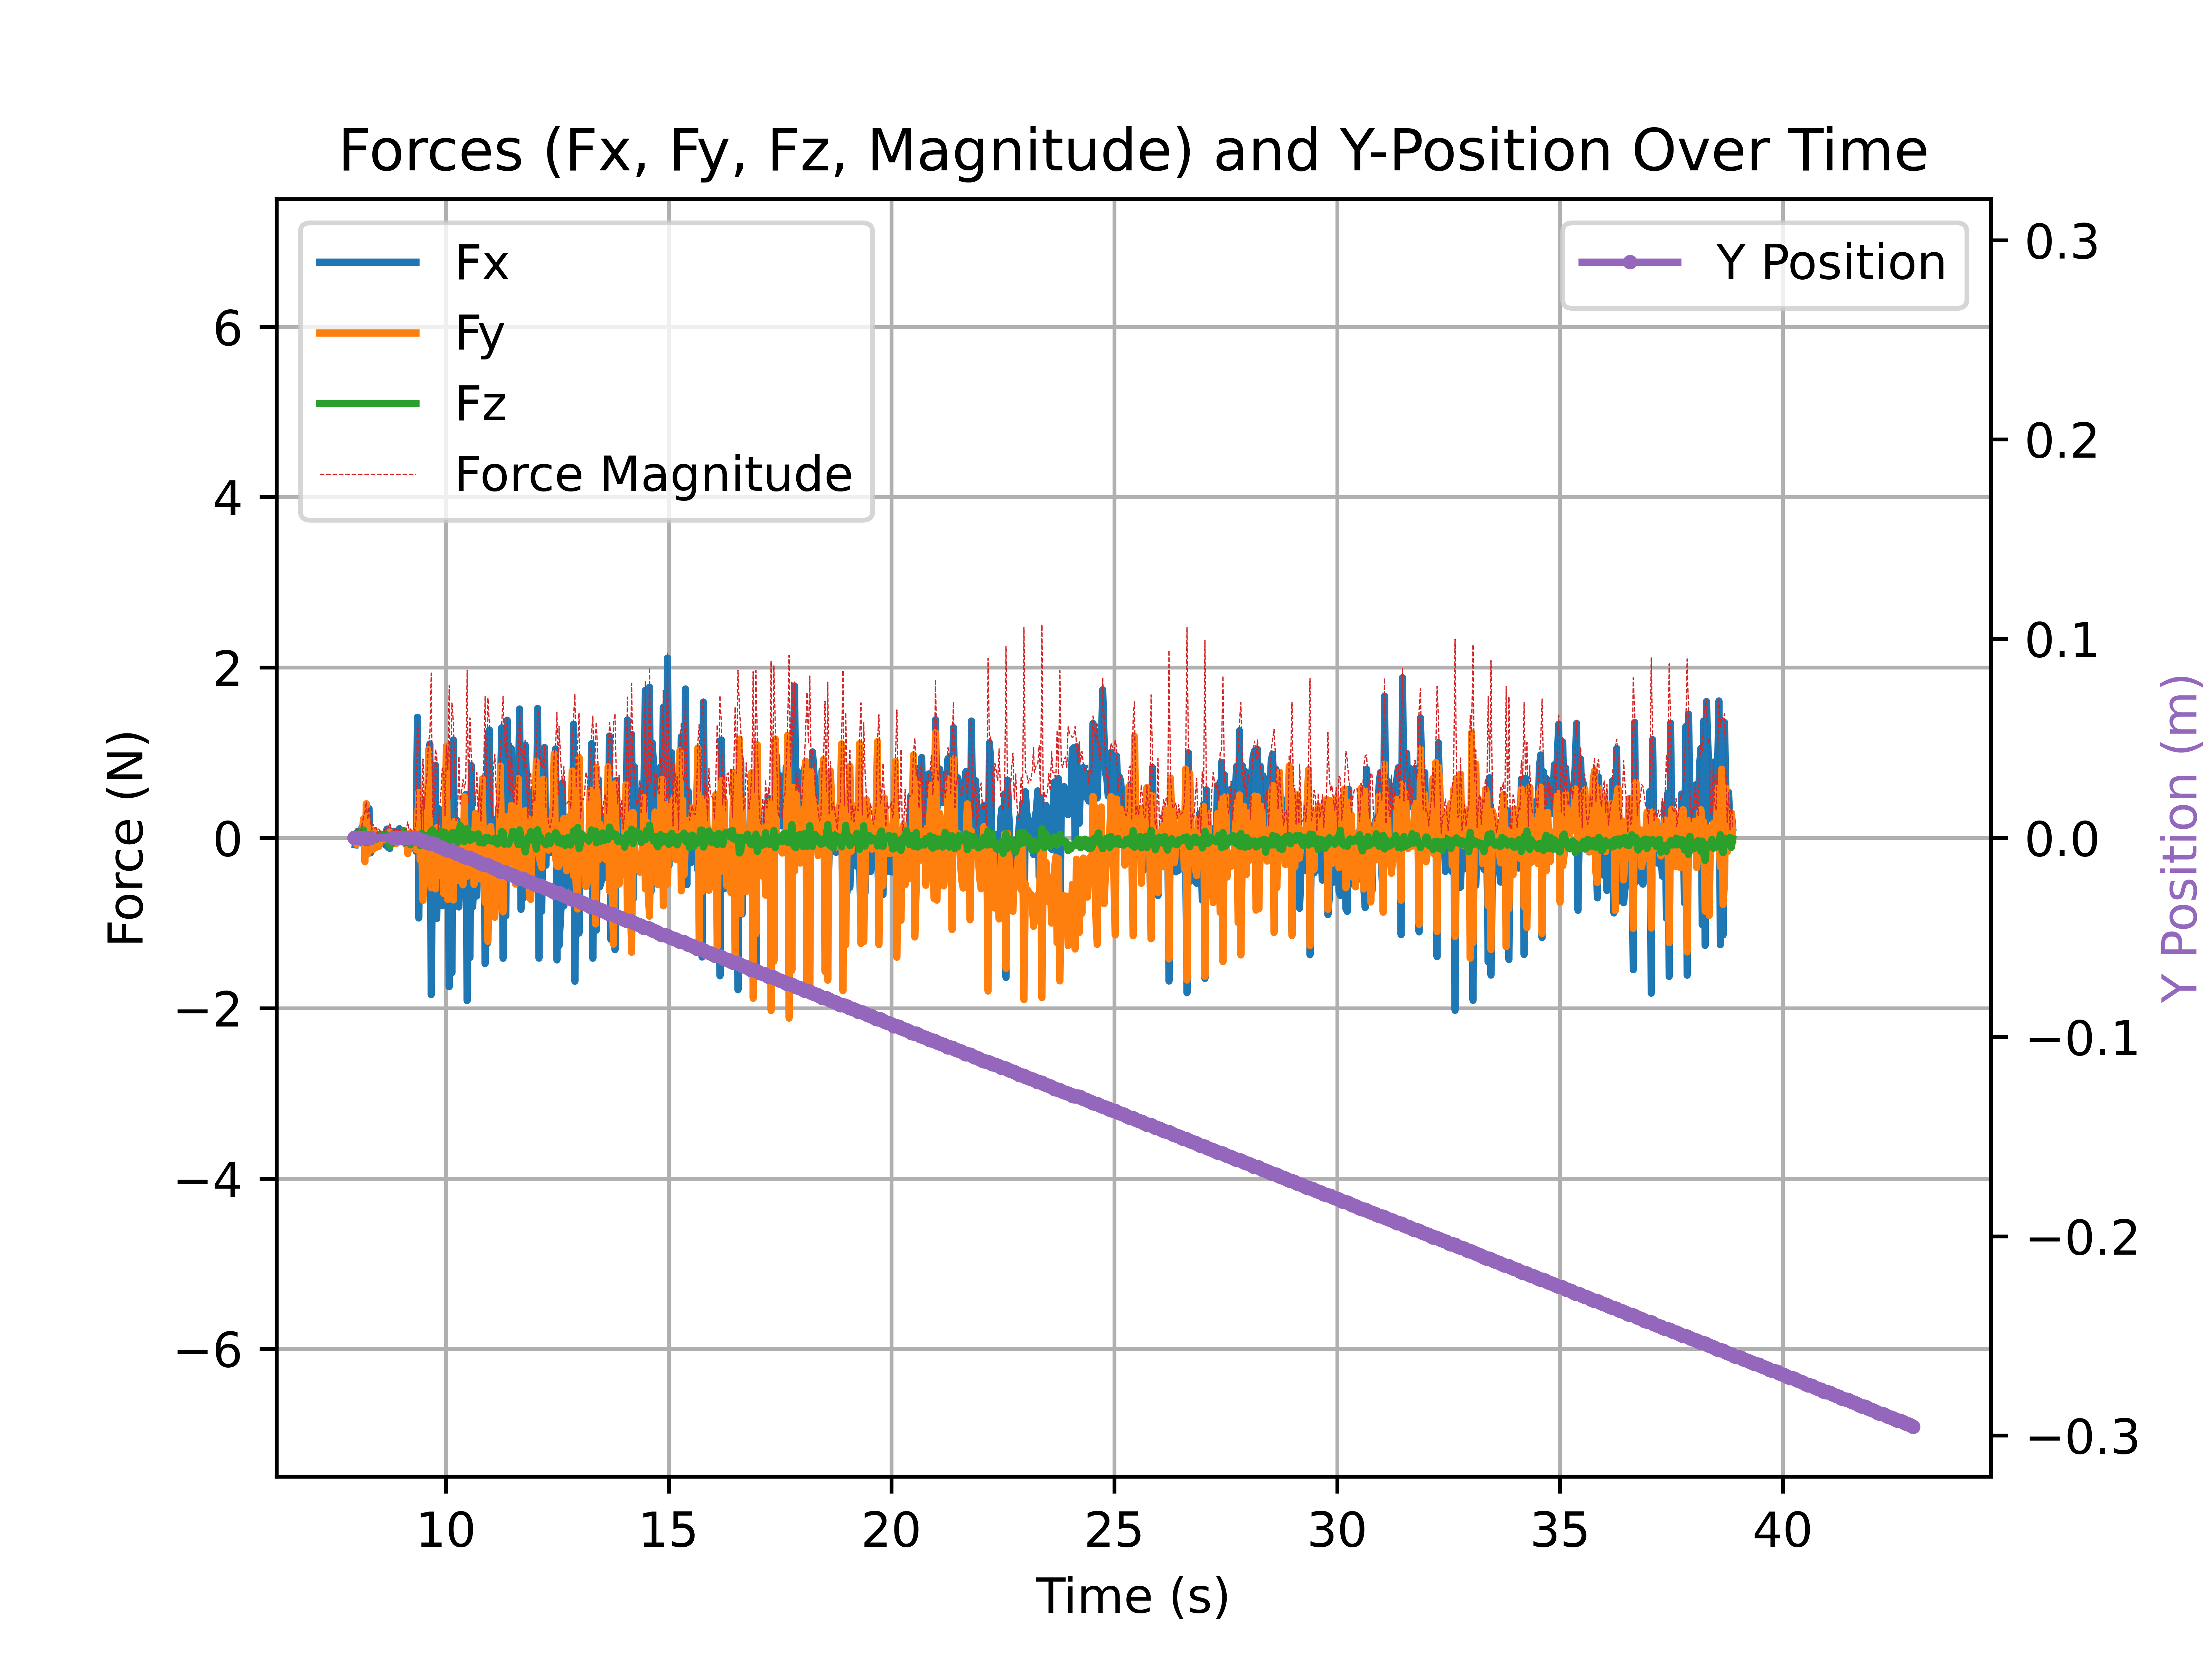 Forces (Fx, Fy, Fz, Magnitude) and Y-Position Over Time
Fx
Fy
Fz
Force Magnitude
Y Position
6
4
2
0
−2
−4
−6
Force (N)
0.3
0.2
0.1
0.0
−0.1
−0.2
−0.3
Y Position (m)
10 15 20 25 30 35 40
Time (s)